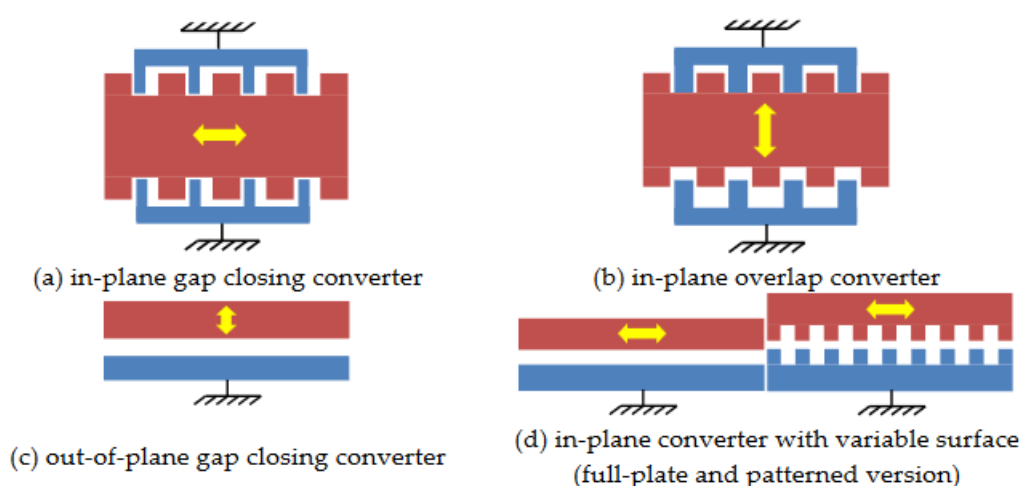 (a) in-plane gap closing converter
(b) in-plane overlap converter
(c) out-of-plane gap closing converter
(d) in-plane converter with variable surface
(full-plate and patterned version)